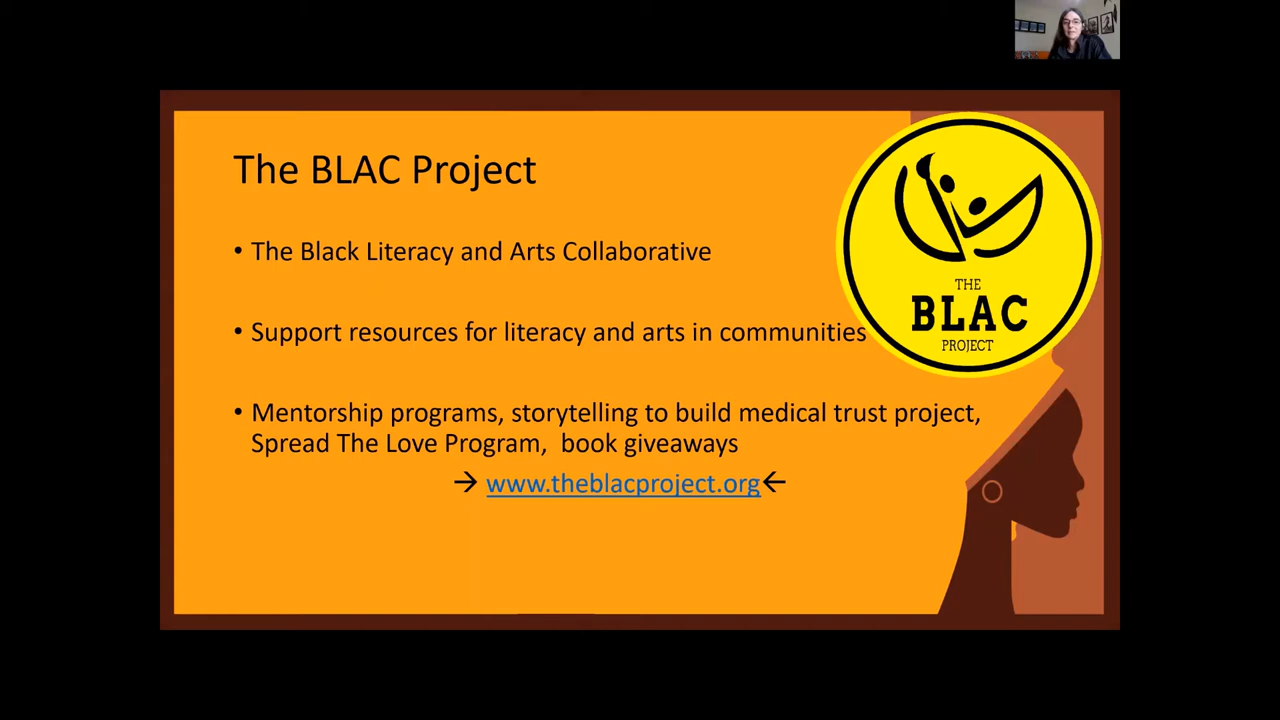 The BLAC Project
• The Black Literacy and Arts Collaborative
• Support resources for literacy and arts in communities
• Mentorship programs, storytelling to build medical trust project,
Spread The Love Program,  book giveaways
→ www.theblacproject.org←
THE
BLAC
PROJECT